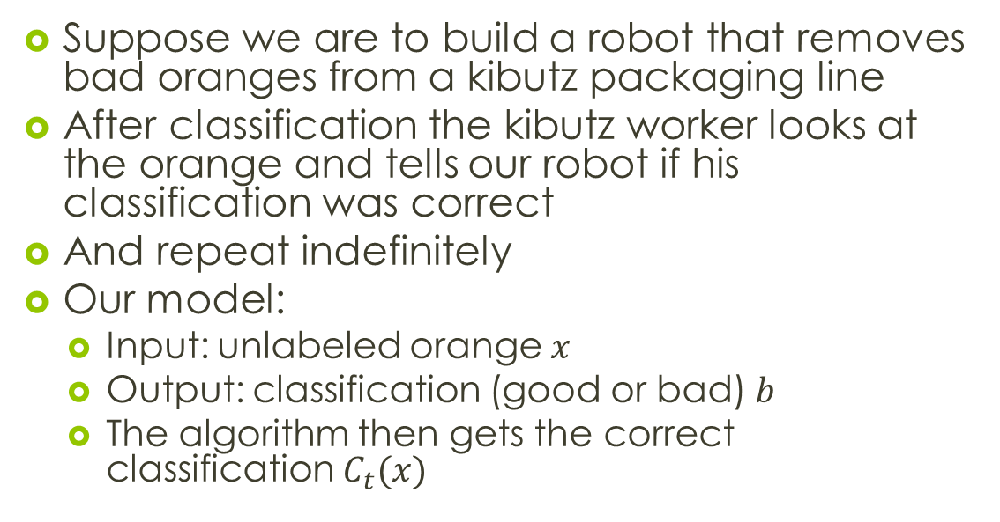 Suppose we are to build a robot that removes
bad oranges from a kibutz packaging line
After classification the kibutz worker looks at
the orange and tells our robot if his
classification was correct
And repeat indefinitely
Our model:
Input: unlabeled orange x
Output: classification (good or bad) b
The algorithm then gets the correct
classification Cₜ(x)